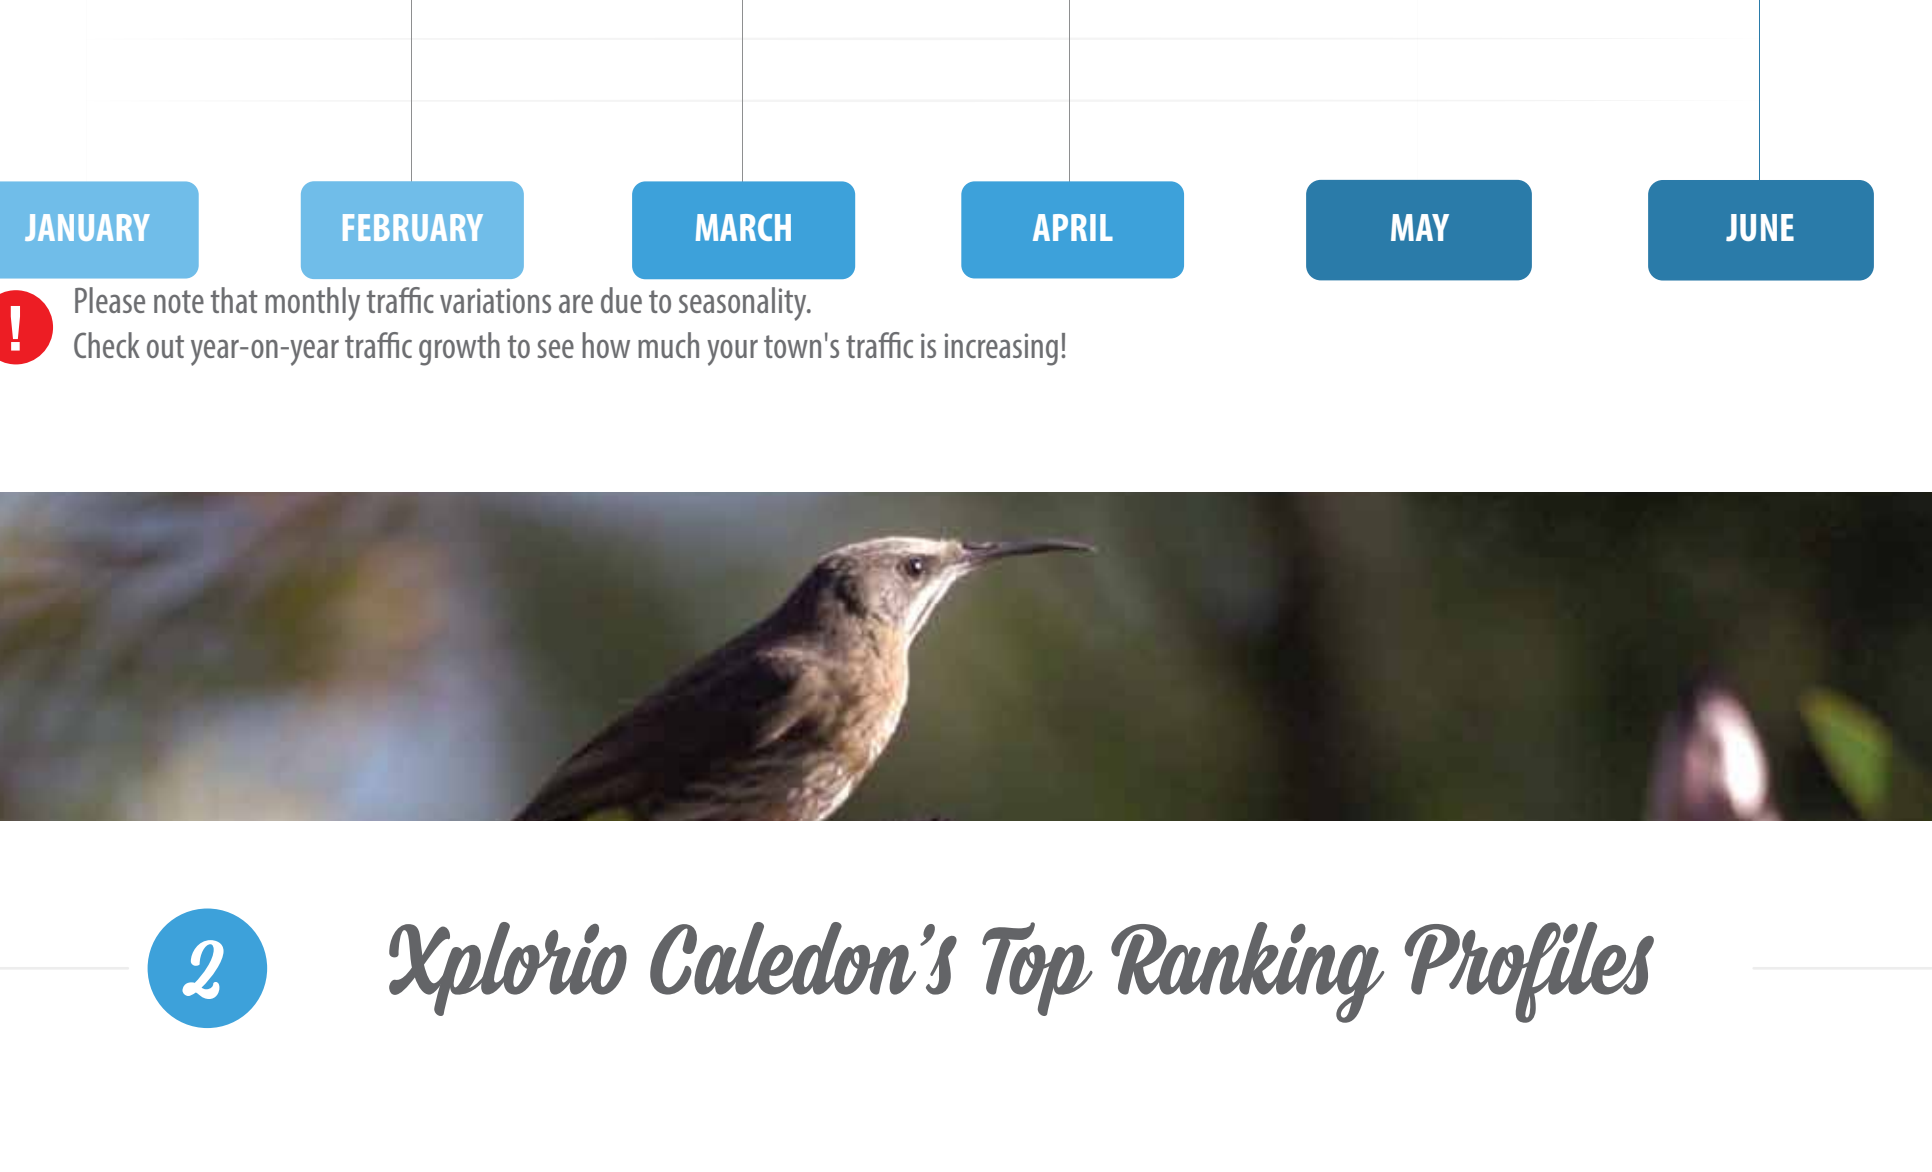 JANUARY FEBRUARY MARCH APRIL MAY JUNE
! Please note that monthly traffic variations are due to seasonality.
Check out year-on-year traffic growth to see how much your town's traffic is increasing!
2 Xplorio Caledon's Top Ranking Profiles